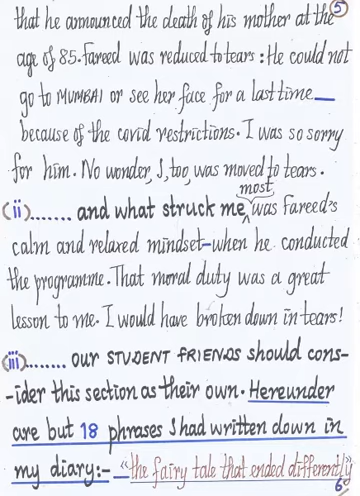 that he announced the death of his mother at the 5
age of 85. Fareed was reduced to tears: He could not
go to MUMBAI or see her face for a last time—
because of the covid restrictions. I was so sorry
for him. No wonder, I, too, was moved to tears.
most
(ii)....... and what struck me ^ was Fareed's
calm and relaxed mindset-when he conducted
the programme. That moral duty was a great
lesson to me. I would have broken down in tears!
(iii)........ our STUDENT FRIENDS should cons-
-ider this section as their own. Hereunder
are but 18 phrases I had written down in
my diary:- "the fairy tale that ended differently"
6